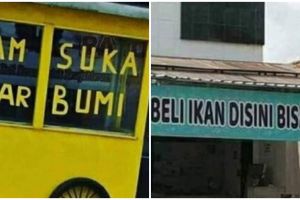 AM SUKA
AR BUMI
BELI IKAN DISINI BIS